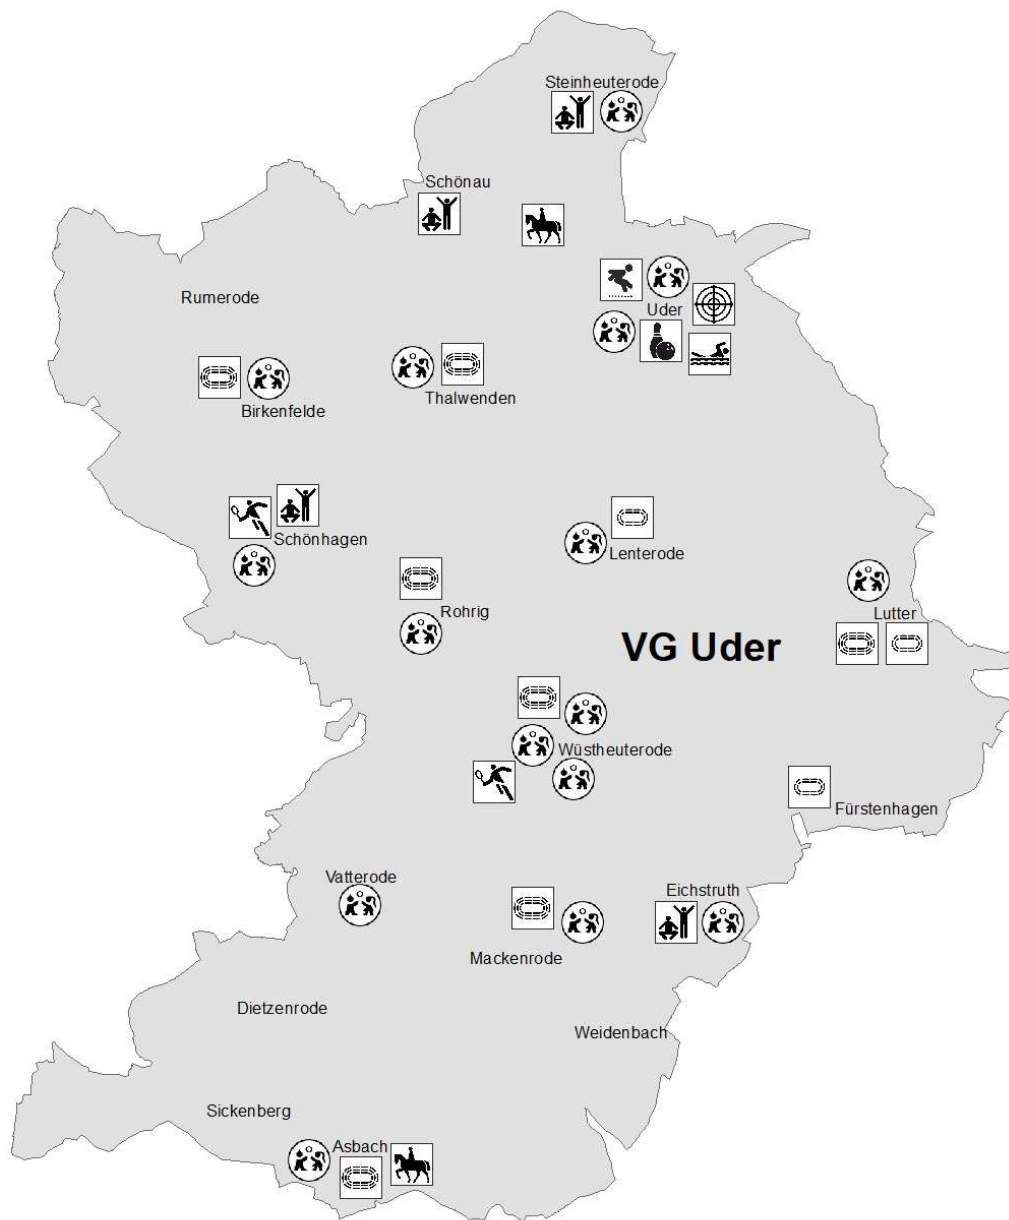 Steinheuterode
Schönau
Rumerode
Uder
Thalwenden
Birkenfelde
Schönhagen
Lenterode
Rohrig
Lutter
VG Uder
Wüstheuterode
Fürstenhagen
Vatterode
Eichstruth
Mackenrode
Dietzenrode
Weidenbach
Sickenberg
Asbach